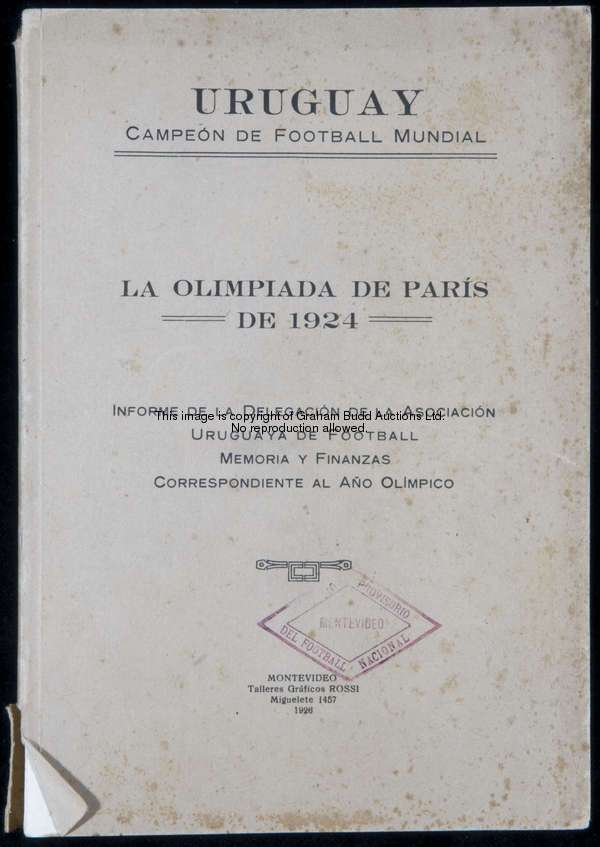 URUGUAY
CAMPEÓN DE FOOTBALL MUNDIAL
LA OLIMPIADA DE PARÍS
DE 1924
INFORME DE LA DELEGACIÓN DE LA ASOCIACIÓN
This image is copyright of Graham Budd Auctions Ltd.
No reproduction allowed.
URUGUAYA DE FOOTBALL
MEMORIA Y FINANZAS
CORRESPONDIENTE AL AÑO OLÍMPICO
PROVISORIO
MONTEVIDEO
DEL FOOTBALL NACIONAL
MONTEVIDEO
Talleres Gráficos ROSSI
Miguelete 1457
1926